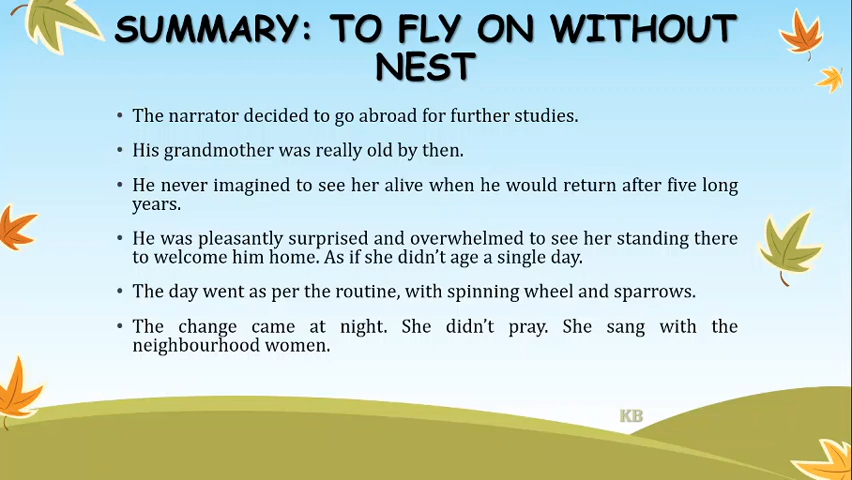 SUMMARY: TO FLY ON WITHOUT
NEST
• The narrator decided to go abroad for further studies.
• His grandmother was really old by then.
• He never imagined to see her alive when he would return after five long
years.
• He was pleasantly surprised and overwhelmed to see her standing there
to welcome him home. As if she didn’t age a single day.
• The day went as per the routine, with spinning wheel and sparrows.
• The change came at night. She didn’t pray. She sang with the
neighbourhood women.
KB